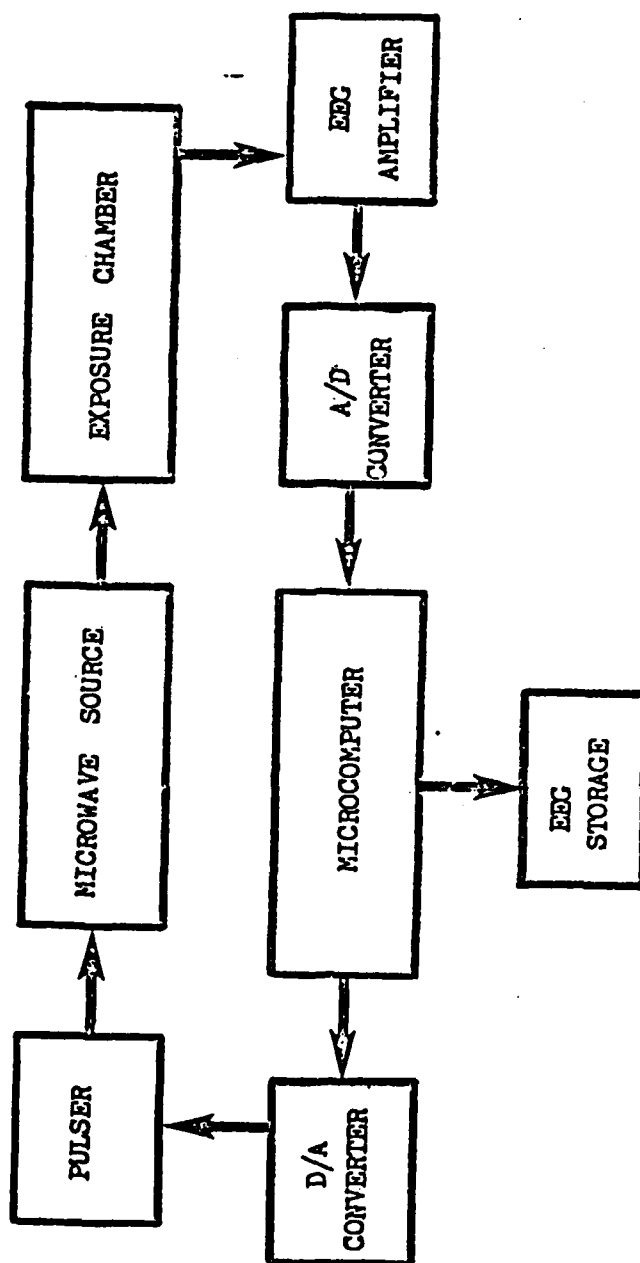 PULSER
MICROWAVE SOURCE
EXPOSURE CHAMBER
D/A
CONVERTER
MICROCOMPUTER
A/D
CONVERTER
EEG
AMPLIFIER
EEG
STORAGE